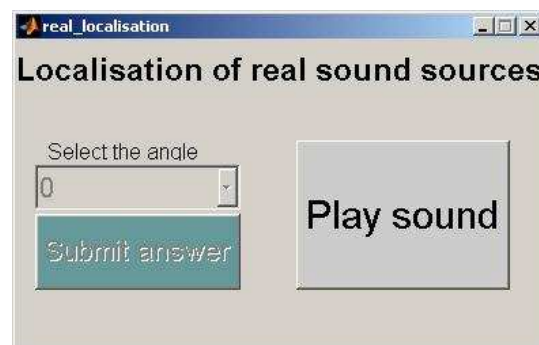 real_localisation
Localisation of real sound sources
Select the angle
0
Submit answer
Play sound